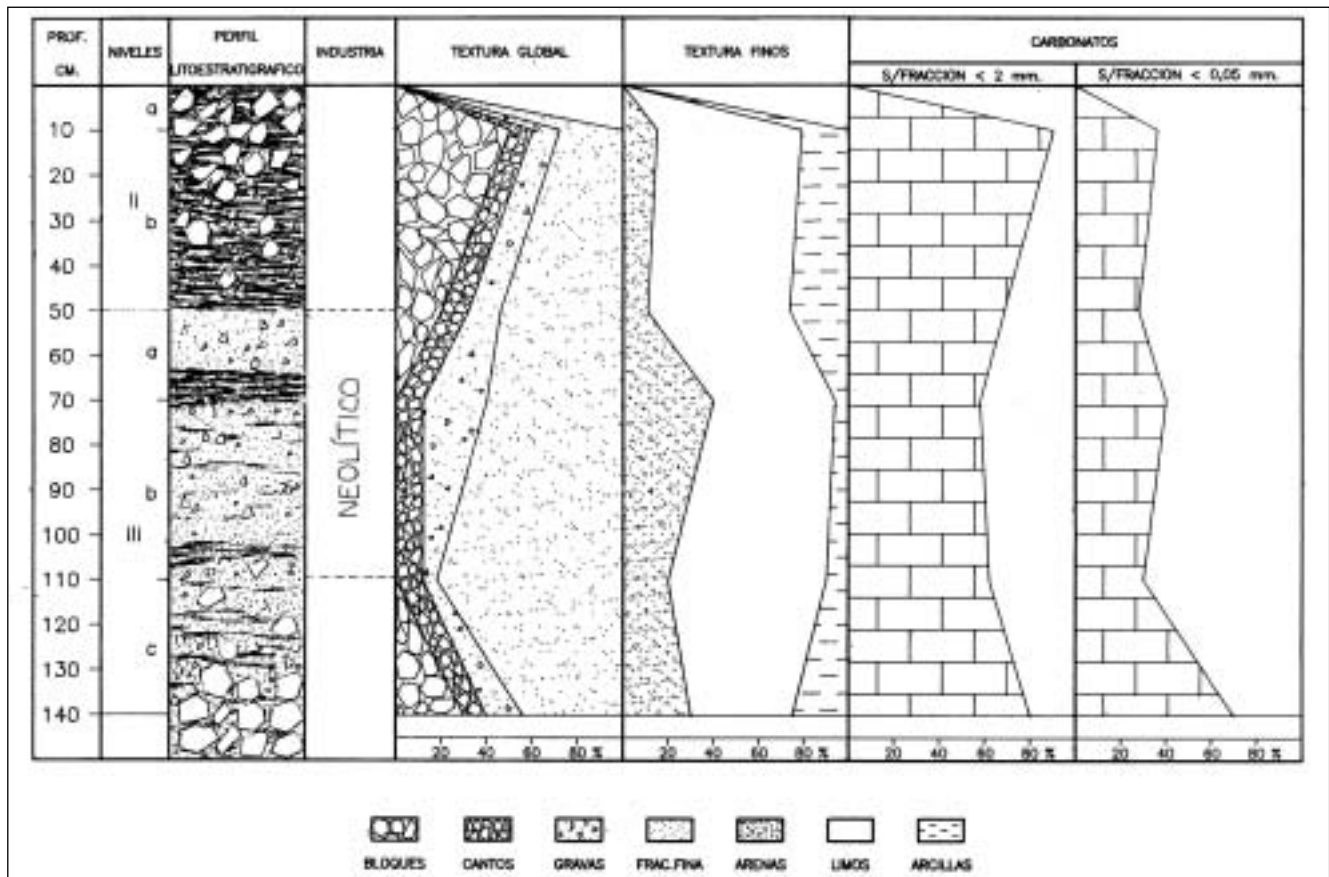 PROF. CM.
NIVELES
PERFIL LITOESTRATIGRAFICO
INDUSTRIA
TEXTURA GLOBAL
TEXTURA FINOS
CARBONATOS
S/FRACCION < 2 mm.
S/FRACCION < 0,05 mm.
10
20
30
40
50
60
70
80
90
100
110
120
130
140
a
II
b
a
b
III
c
NEOLÍTICO
20 40 60 80 %
20 40 60 80 %
20 40 60 80 %
20 40 60 80 %
BLOQUES
CANTOS
GRAVAS
FRAC.FINA
ARENAS
LIMOS
ARCILLAS